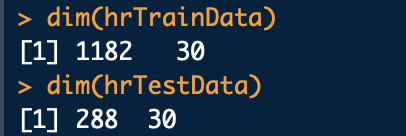 > dim(hrTrainData)
[1] 1182   30
> dim(hrTestData)
[1] 288  30